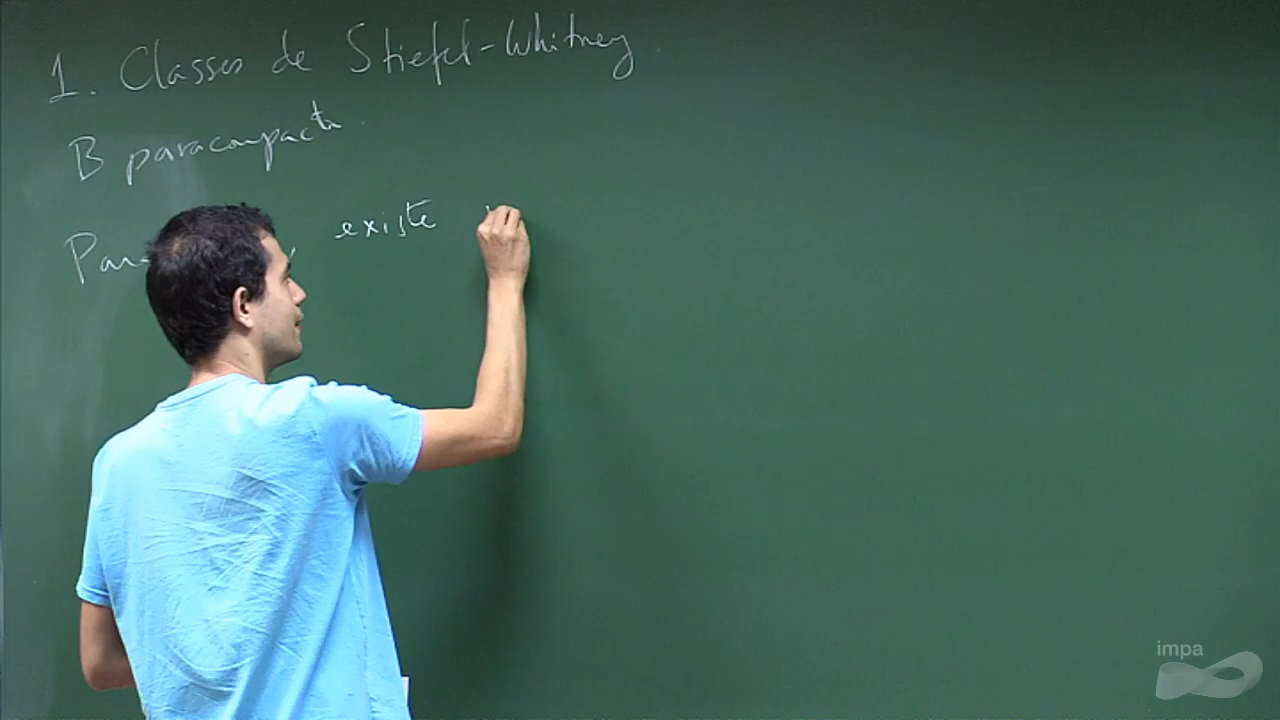 1. Classes de Stiefel-Whitney.
B paracompacto.
existe
impa